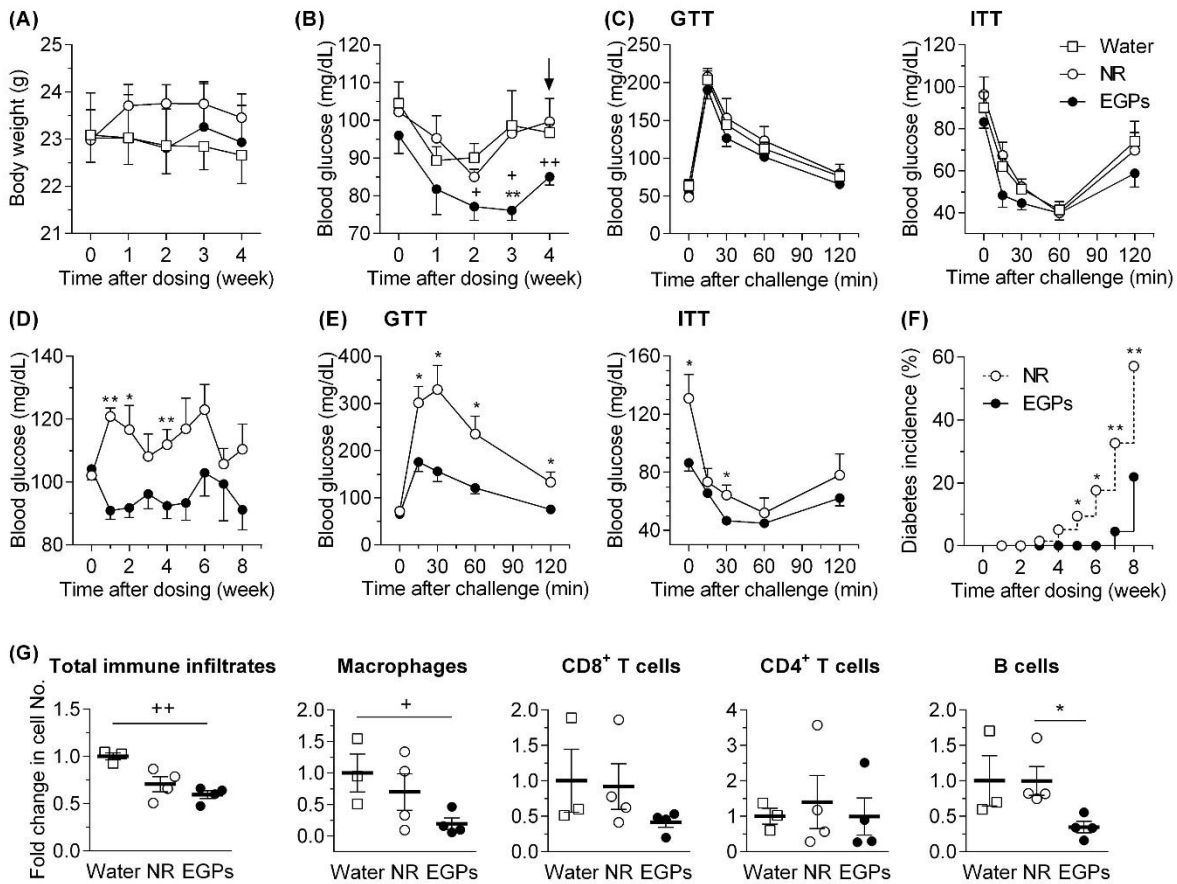 (A)
Body weight (g)
25
24
23
22
21
0 1 2 3 4
Time after dosing (week)
(B)
Blood glucose (mg/dL)
120
110
100
90
80
70
+
+
**
++
0 1 2 3 4
Time after dosing (week)
(C) GTT
Blood glucose (mg/dL)
250
200
150
100
50
0
0 30 60 90 120
Time after challenge (min)
ITT
Blood glucose (mg/dL)
120
100
80
60
40
Water
NR
EGPs
0 30 60 90 120
Time after challenge (min)
(D)
Blood glucose (mg/dL)
140
120
100
80
** * **
0 2 4 6 8
Time after dosing (week)
(E) GTT
Blood glucose (mg/dL)
400
300
200
100
0
* * * *
0 30 60 90 120
Time after challenge (min)
ITT
Blood glucose (mg/dL)
160
120
80
40
* *
0 30 60 90 120
Time after challenge (min)
(F)
Diabetes incidence (%)
60
40
20
0
NR
EGPs
* * ** **
0 2 4 6 8
Time after dosing (week)
(G)
Total immune infiltrates
Fold change in cell No.
1.5
1.0
0.5
0.0
++
Water NR EGPs
Macrophages
2.0
1.5
1.0
0.5
0.0
+
Water NR EGPs
CD8+ T cells
2.0
1.5
1.0
0.5
0.0
Water NR EGPs
CD4+ T cells
4
3
2
1
0
Water NR EGPs
B cells
2.0
1.5
1.0
0.5
0.0
*
Water NR EGPs